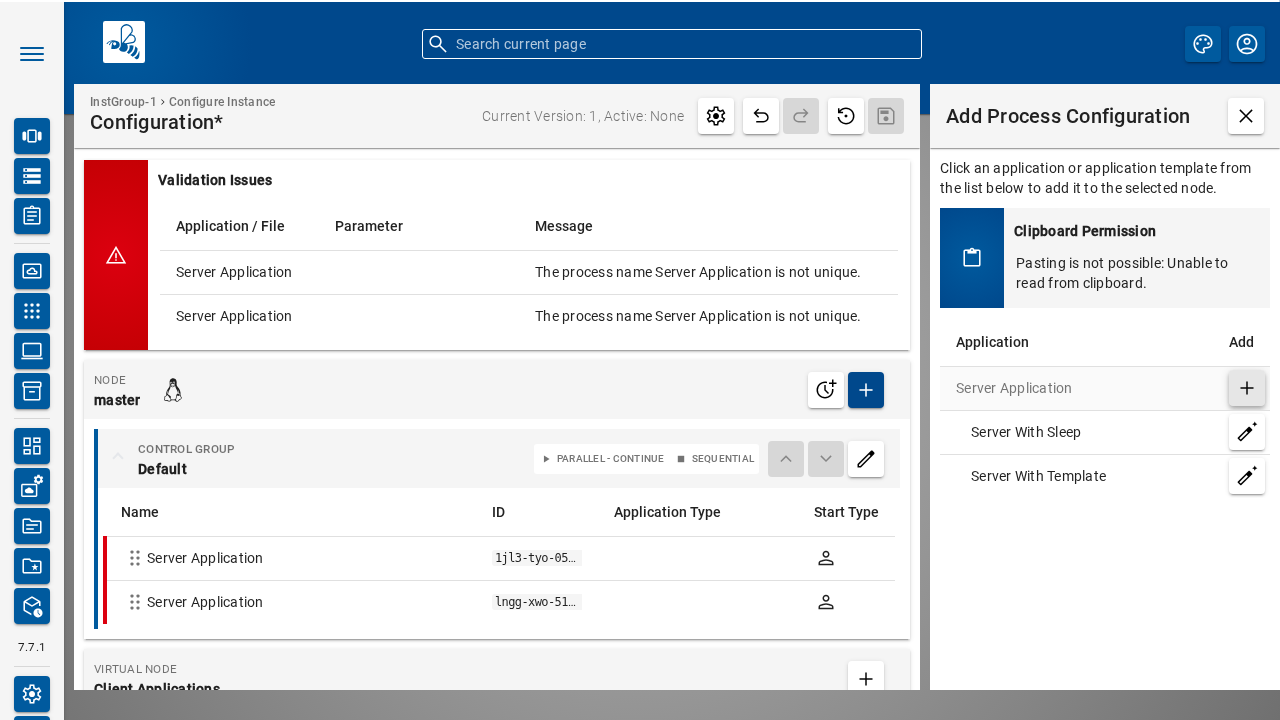 Search current page
InstGroup-1 › Configure Instance
Configuration*
Current Version: 1, Active: None
Validation Issues
Application / File Parameter Message
Server Application The process name Server Application is not unique.
Server Application The process name Server Application is not unique.
NODE
master
CONTROL GROUP
Default
PARALLEL - CONTINUE SEQUENTIAL
Name ID Application Type Start Type
Server Application 1jl3-tyo-05…
Server Application lngg-xwo-51…
VIRTUAL NODE
Client Applications
Add Process Configuration
Click an application or application template from
the list below to add it to the selected node.
Clipboard Permission
Pasting is not possible: Unable to
read from clipboard.
Application Add
Server Application
Server With Sleep
Server With Template
7.7.1